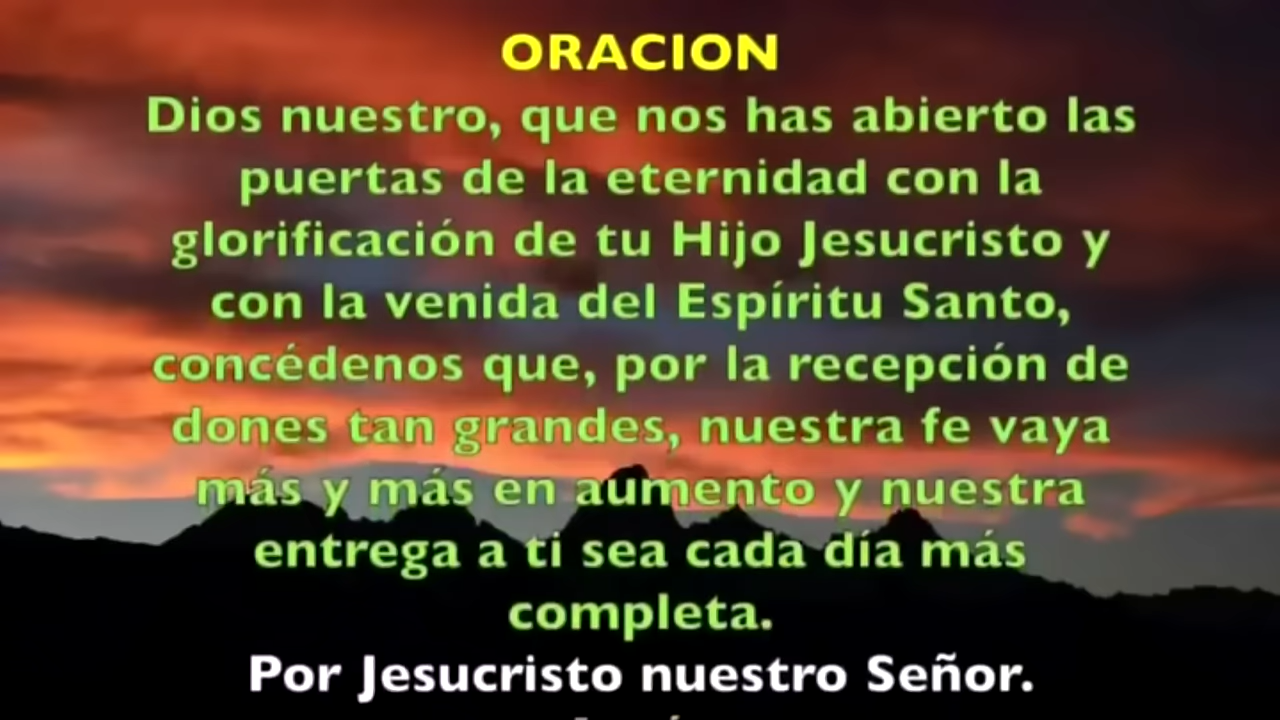 ORACION
Dios nuestro, que nos has abierto las
puertas de la eternidad con la
glorificación de tu Hijo Jesucristo y
con la venida del Espíritu Santo,
concédenos que, por la recepción de
dones tan grandes, nuestra fe vaya
más y más en aumento y nuestra
entrega a ti sea cada día más
completa.
Por Jesucristo nuestro Señor.